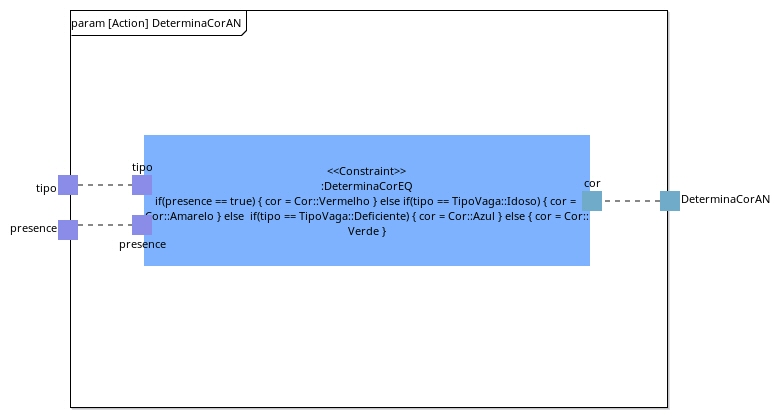 param [Action] DeterminaCorAN
<<Constraint>>
:DeterminaCorEQ
if(presence == true) { cor = Cor::Vermelho } else if(tipo == TipoVaga::Idoso) { cor =
Cor::Amarelo } else  if(tipo == TipoVaga::Deficiente) { cor = Cor::Azul } else { cor = Cor::
Verde }
tipo
tipo
presence
presence
cor
DeterminaCorAN